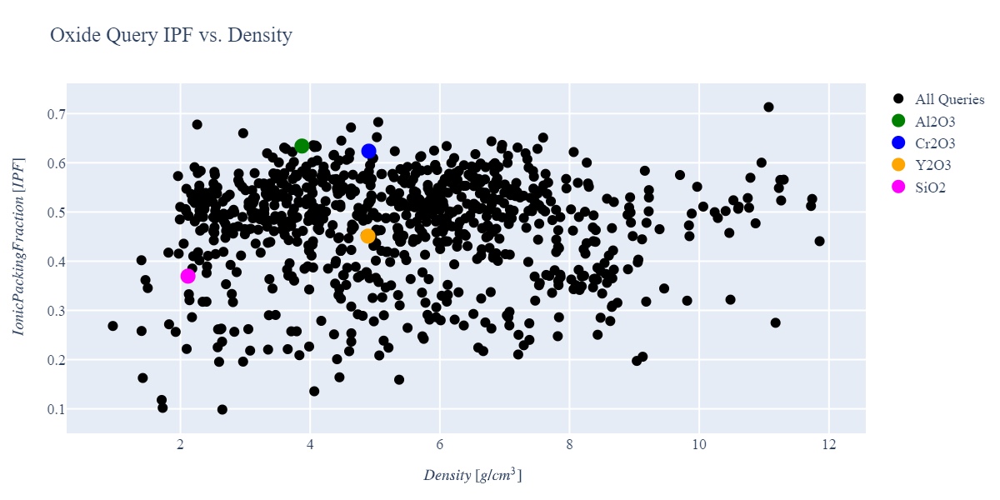 Oxide Query IPF vs. Density
IonicPackingFraction [IPF]
0.7
0.6
0.5
0.4
0.3
0.2
0.1
2 4 6 8 10 12
Density [g/cm³]
All Queries
Al2O3
Cr2O3
Y2O3
SiO2